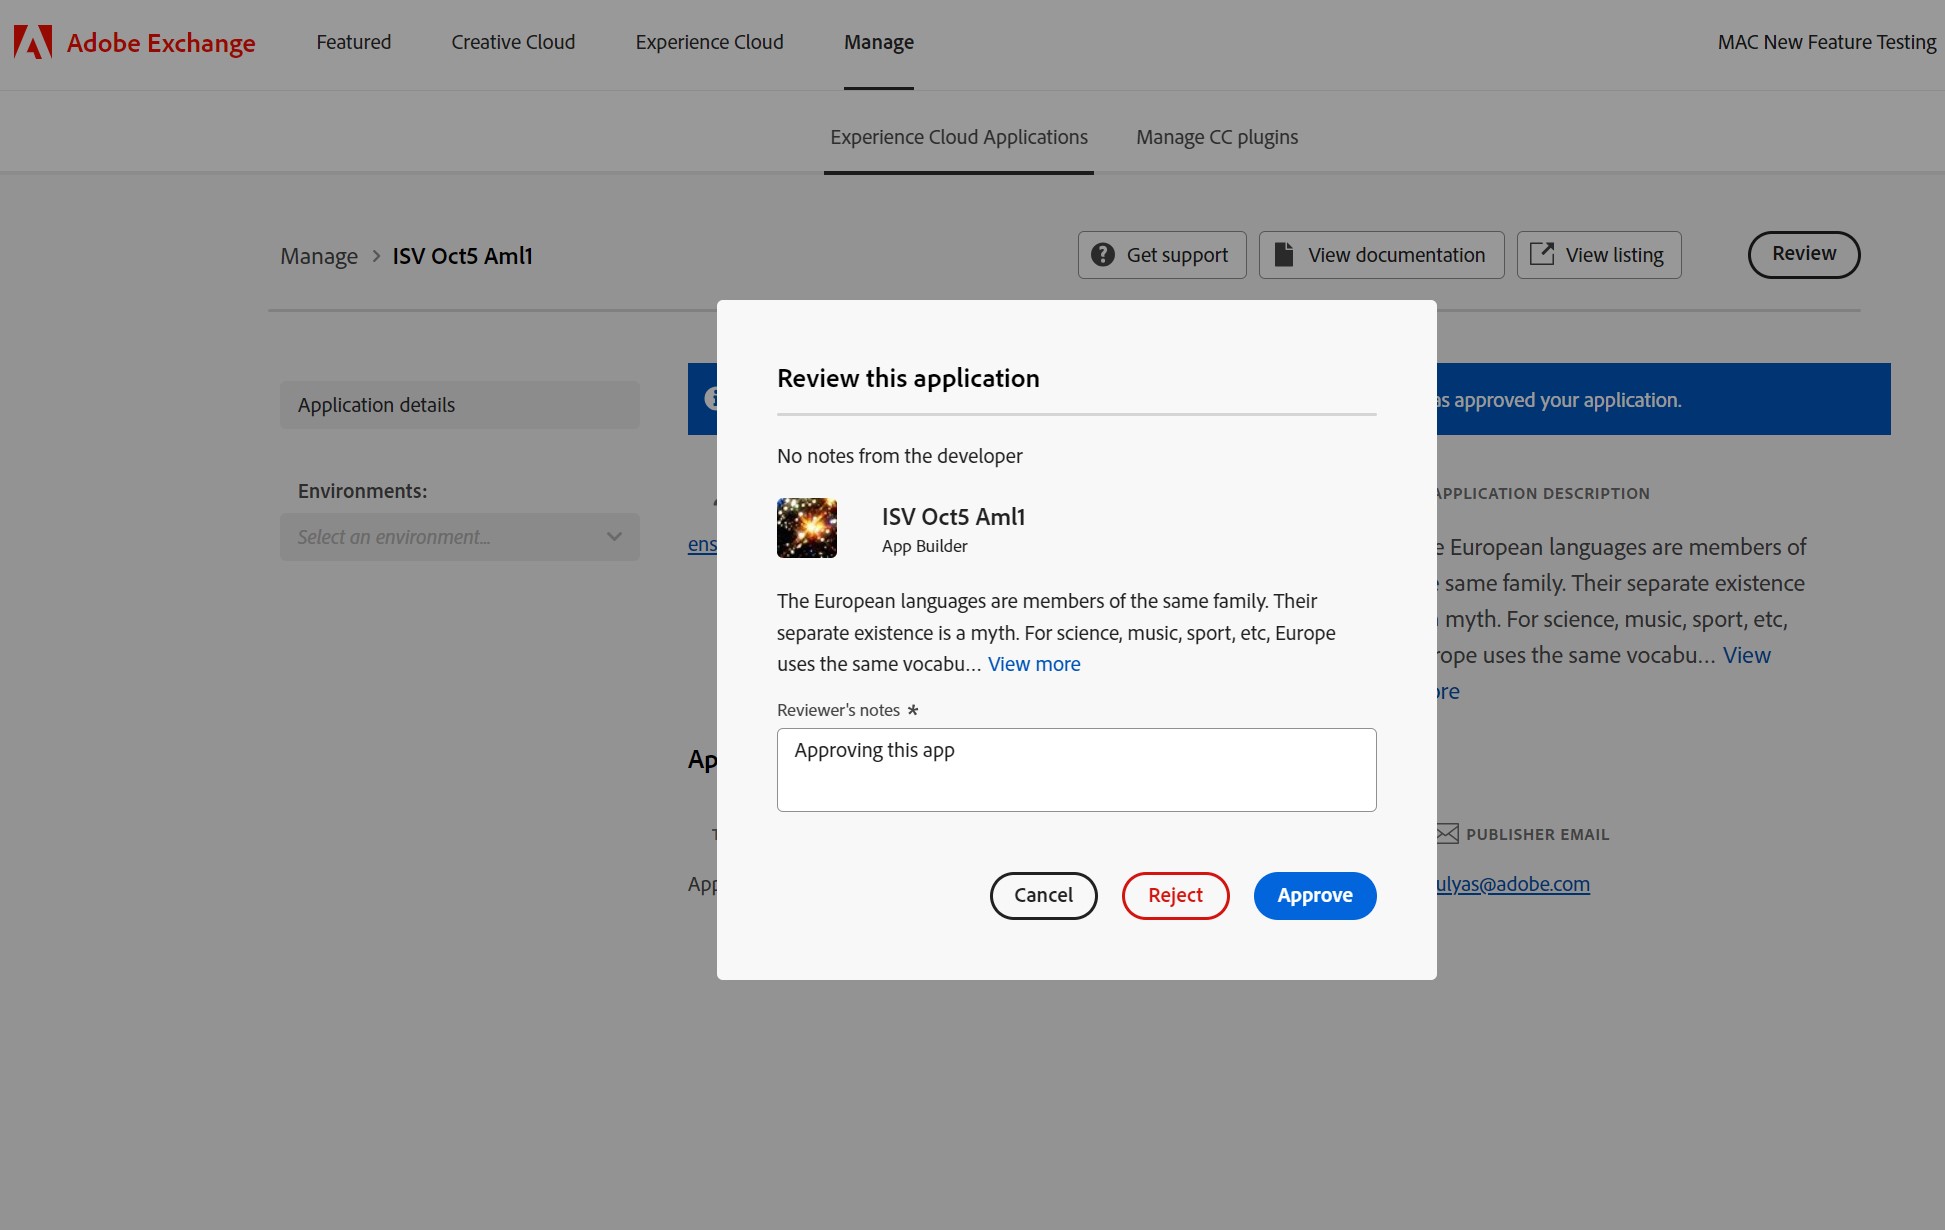 Adobe Exchange Featured Creative Cloud Experience Cloud Manage MAC New Feature Testing
Experience Cloud Applications Manage CC plugins
Manage > ISV Oct5 Aml1 Get support View documentation View listing Review
Review this application
Application details
as approved your application.
No notes from the developer
Environments:
APPLICATION DESCRIPTION
ISV Oct5 Aml1
Select an environment...
ens
App Builder
European languages are members of
same family. Their separate existence
The European languages are members of the same family. Their
myth. For science, music, sport, etc,
separate existence is a myth. For science, music, sport, etc, Europe
rope uses the same vocabu... View
uses the same vocabu... View more
ore
Reviewer's notes *
Approving this app
Ap
PUBLISHER EMAIL
App
ulyas@adobe.com
Cancel Reject Approve